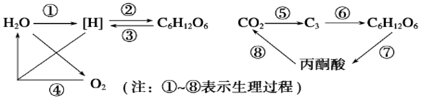 H₂O ① [H] ② ③ C₆H₁₂O₆ CO₂ ⑤ C₃ ⑥ C₆H₁₂O₆
④ O₂ ⑧ 丙酮酸 ⑦
(注:①~⑧表示生理过程)